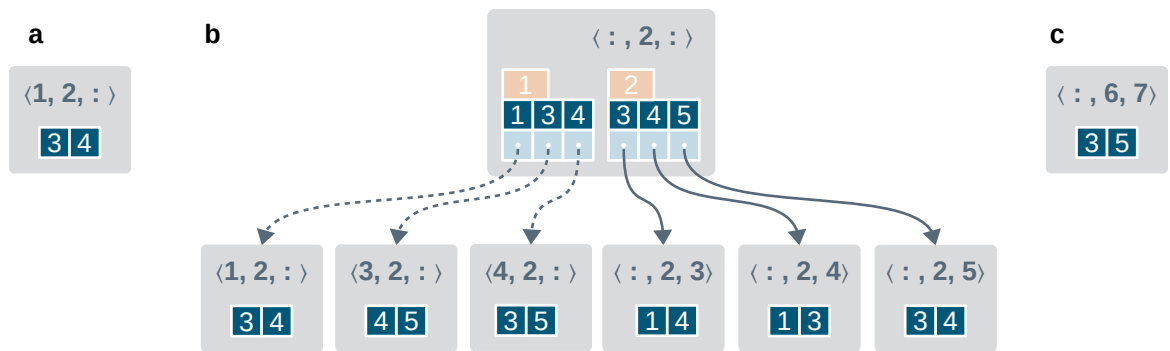 a
⟨1, 2, : ⟩
3 4
b
⟨ : , 2, : ⟩
1 2
1 3 4 3 4 5
⟨1, 2, : ⟩
3 4
⟨3, 2, : ⟩
4 5
⟨4, 2, : ⟩
3 5
⟨ : , 2, 3⟩
1 4
⟨ : , 2, 4⟩
1 3
⟨ : , 2, 5⟩
3 4
c
⟨ : , 6, 7⟩
3 5